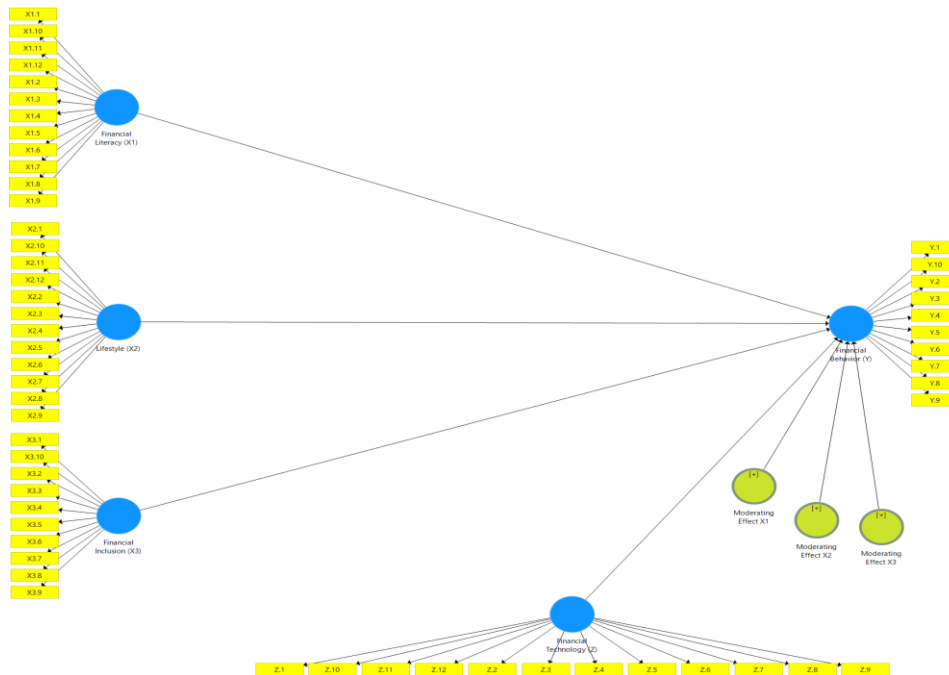 X1.1
X1.10
X1.11
X1.12
X1.2
X1.3
X1.4
X1.5
X1.6
X1.7
X1.8
X1.9
Financial
Literacy (X1)
X2.1
X2.10
X2.11
X2.12
X2.2
X2.3
X2.4
X2.5
X2.6
X2.7
X2.8
X2.9
Lifestyle (X2)
X3.1
X3.10
X3.2
X3.3
X3.4
X3.5
X3.6
X3.7
X3.8
X3.9
Financial
Inclusion (X3)
Y.1
Y.10
Y.2
Y.3
Y.4
Y.5
Y.6
Y.7
Y.8
Y.9
Financial
Behavior (Y)
[+]
Moderating
Effect X1
[+]
Moderating
Effect X2
[+]
Moderating
Effect X3
Financial
Technology (Z)
Z.1
Z.10
Z.11
Z.12
Z.2
Z.3
Z.4
Z.5
Z.6
Z.7
Z.8
Z.9